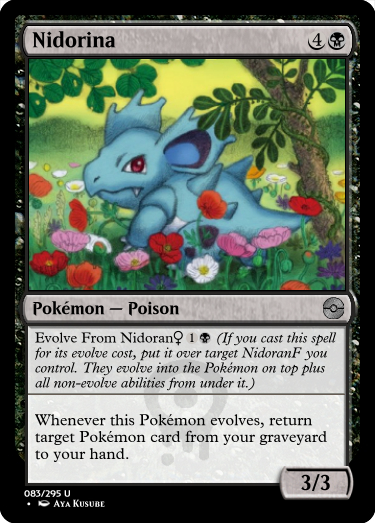 Nidorina 4
Pokémon — Poison
Evolve From Nidoran♀ 1 (If you cast this spell
for its evolve cost, put it over target NidoranF you
control. They evolve into the Pokémon on top plus
all non-evolve abilities from under it.)
Whenever this Pokémon evolves, return
target Pokémon card from your graveyard
to your hand.
3/3
083/295 U
• Aya Kusube